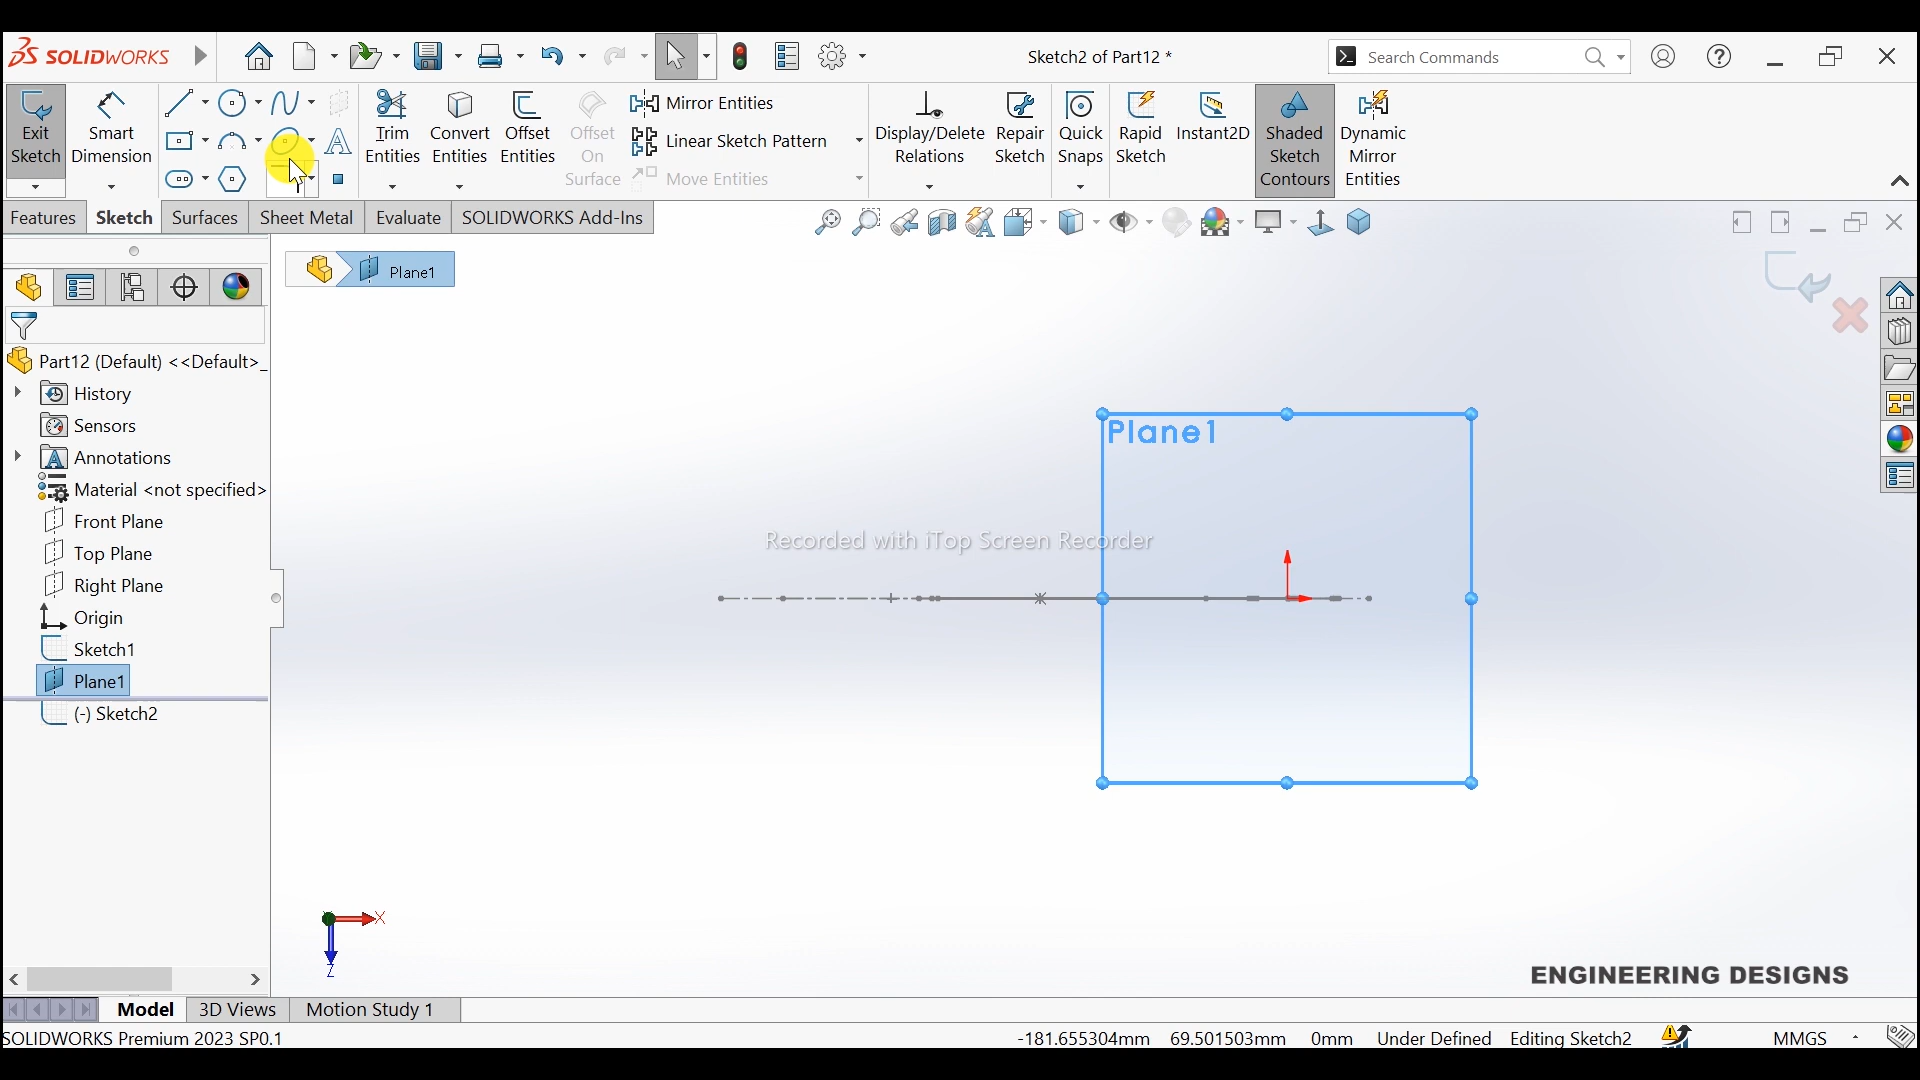 SOLIDWORKS
Sketch2 of Part12 *
Search Commands
Exit Sketch
Smart Dimension
Trim Entities
Convert Entities
Offset Entities
Offset On Surface
Mirror Entities
Linear Sketch Pattern
Move Entities
Display/Delete Relations
Repair Sketch
Quick Snaps
Rapid Sketch
Instant2D
Shaded Sketch Contours
Dynamic Mirror Entities
Features
Sketch
Surfaces
Sheet Metal
Evaluate
SOLIDWORKS Add-Ins
Plane1
Part12 (Default) <<Default>_
History
Sensors
Annotations
Material <not specified>
Front Plane
Top Plane
Right Plane
Origin
Sketch1
Plane1
(-) Sketch2
Plane1
Recorded with iTop Screen Recorder
X
Z
ENGINEERING DESIGNS
Model
3D Views
Motion Study 1
SOLIDWORKS Premium 2023 SP0.1
-181.655304mm
69.501503mm
0mm
Under Defined
Editing Sketch2
MMGS